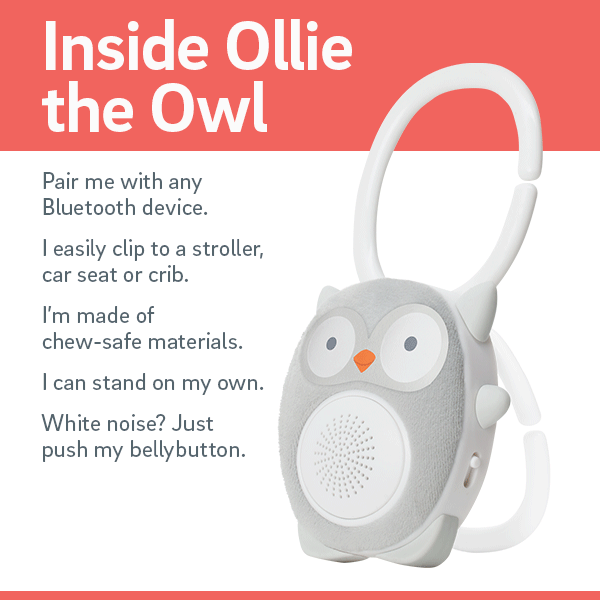 Inside Ollie
the Owl
Pair me with any
Bluetooth device.
I easily clip to a stroller,
car seat or crib.
I'm made of
chew-safe materials.
I can stand on my own.
White noise? Just
push my bellybutton.